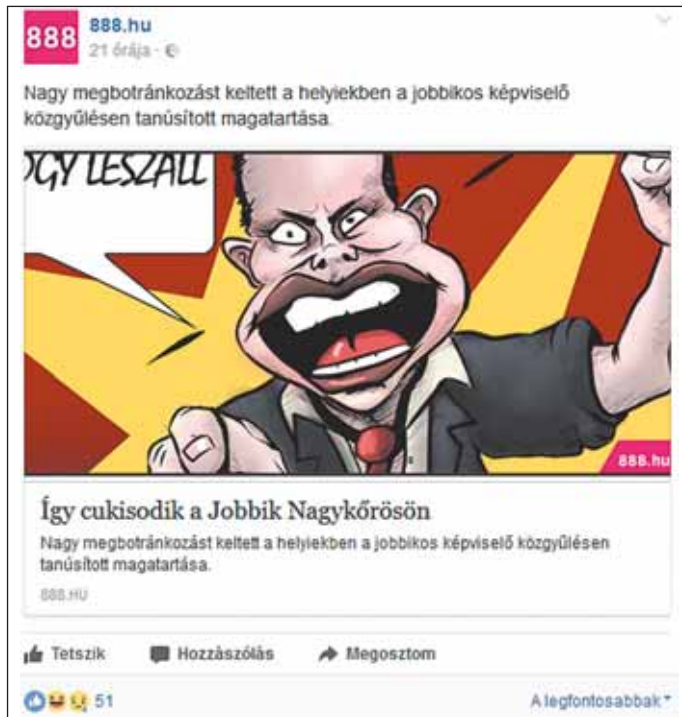 888
888.hu
21 órája
Nagy megbotránkozást keltett a helyiekben a jobbikos képviselő
közgyűlésen tanúsított magatartása.
OGY LESZÁLL
888.hu
Így cukisodik a Jobbik Nagykőrösön
Nagy megbotránkozást keltett a helyiekben a jobbikos képviselő közgyűlésen
tanúsított magatartása.
888.HU
Tetszik Hozzászólás Megosztom
51 A legfontosabbak